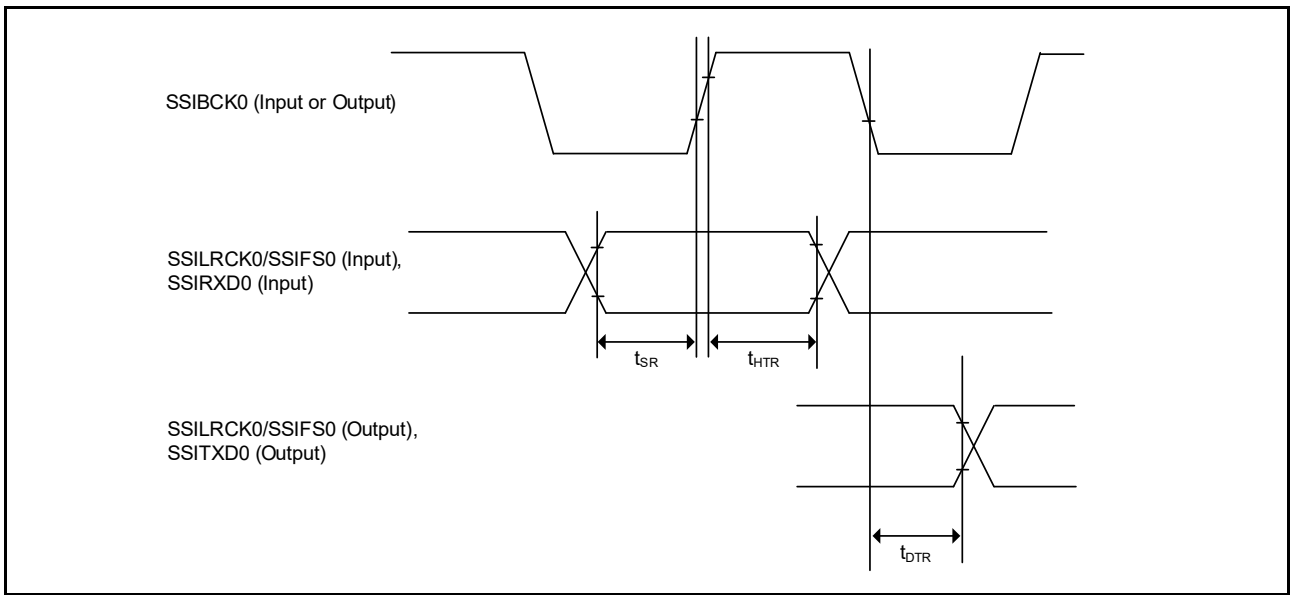 SSIBCK0 (Input or Output)
SSILRCK0/SSIFS0 (Input),
SSIRXD0 (Input)
tSR
tHTR
SSILRCK0/SSIFS0 (Output),
SSITXD0 (Output)
tDTR